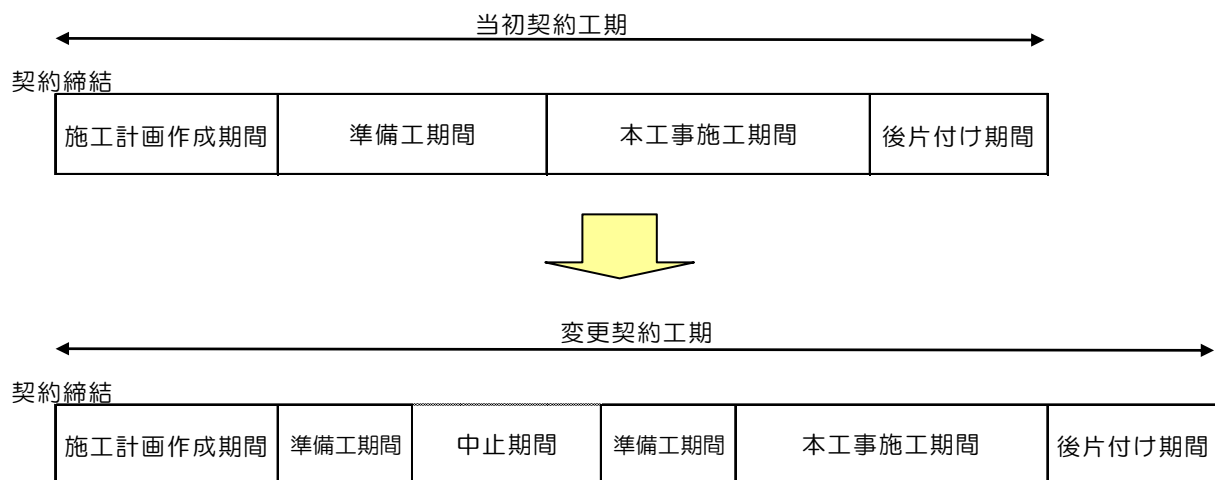 当初契約工期
契約締結
施工計画作成期間 準備工期間 本工事施工期間 後片付け期間
変更契約工期
契約締結
施工計画作成期間 準備工期間 中止期間 準備工期間 本工事施工期間 後片付け期間